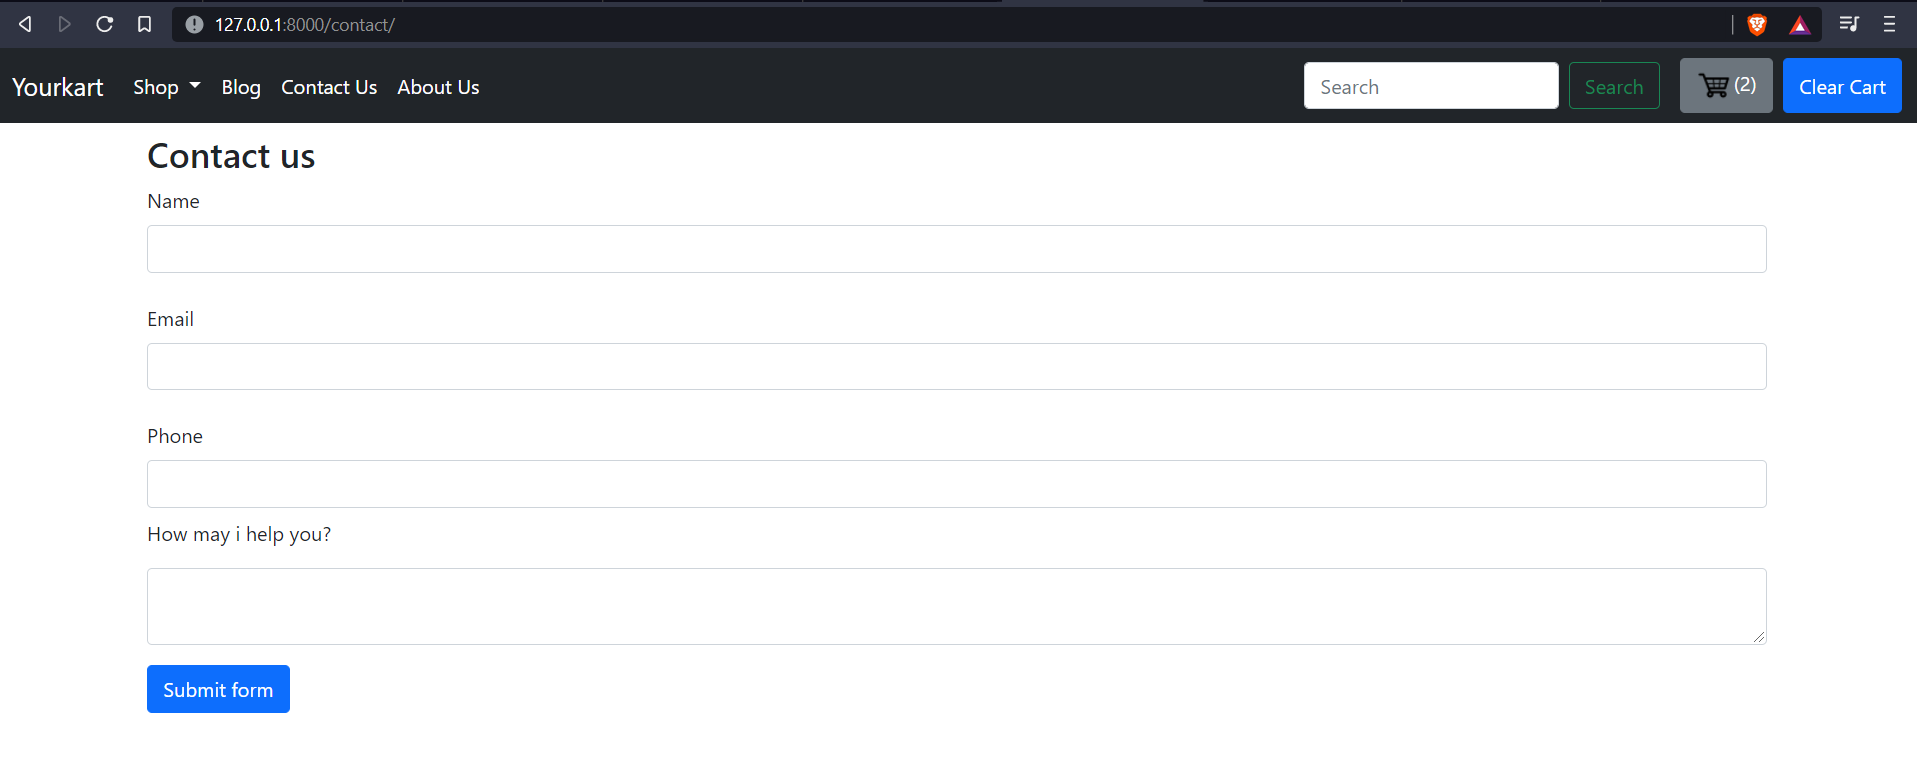 127.0.0.1:8000/contact/
Yourkart Shop Blog Contact Us About Us Search Search (2) Clear Cart
Contact us
Name
Email
Phone
How may i help you?
Submit form